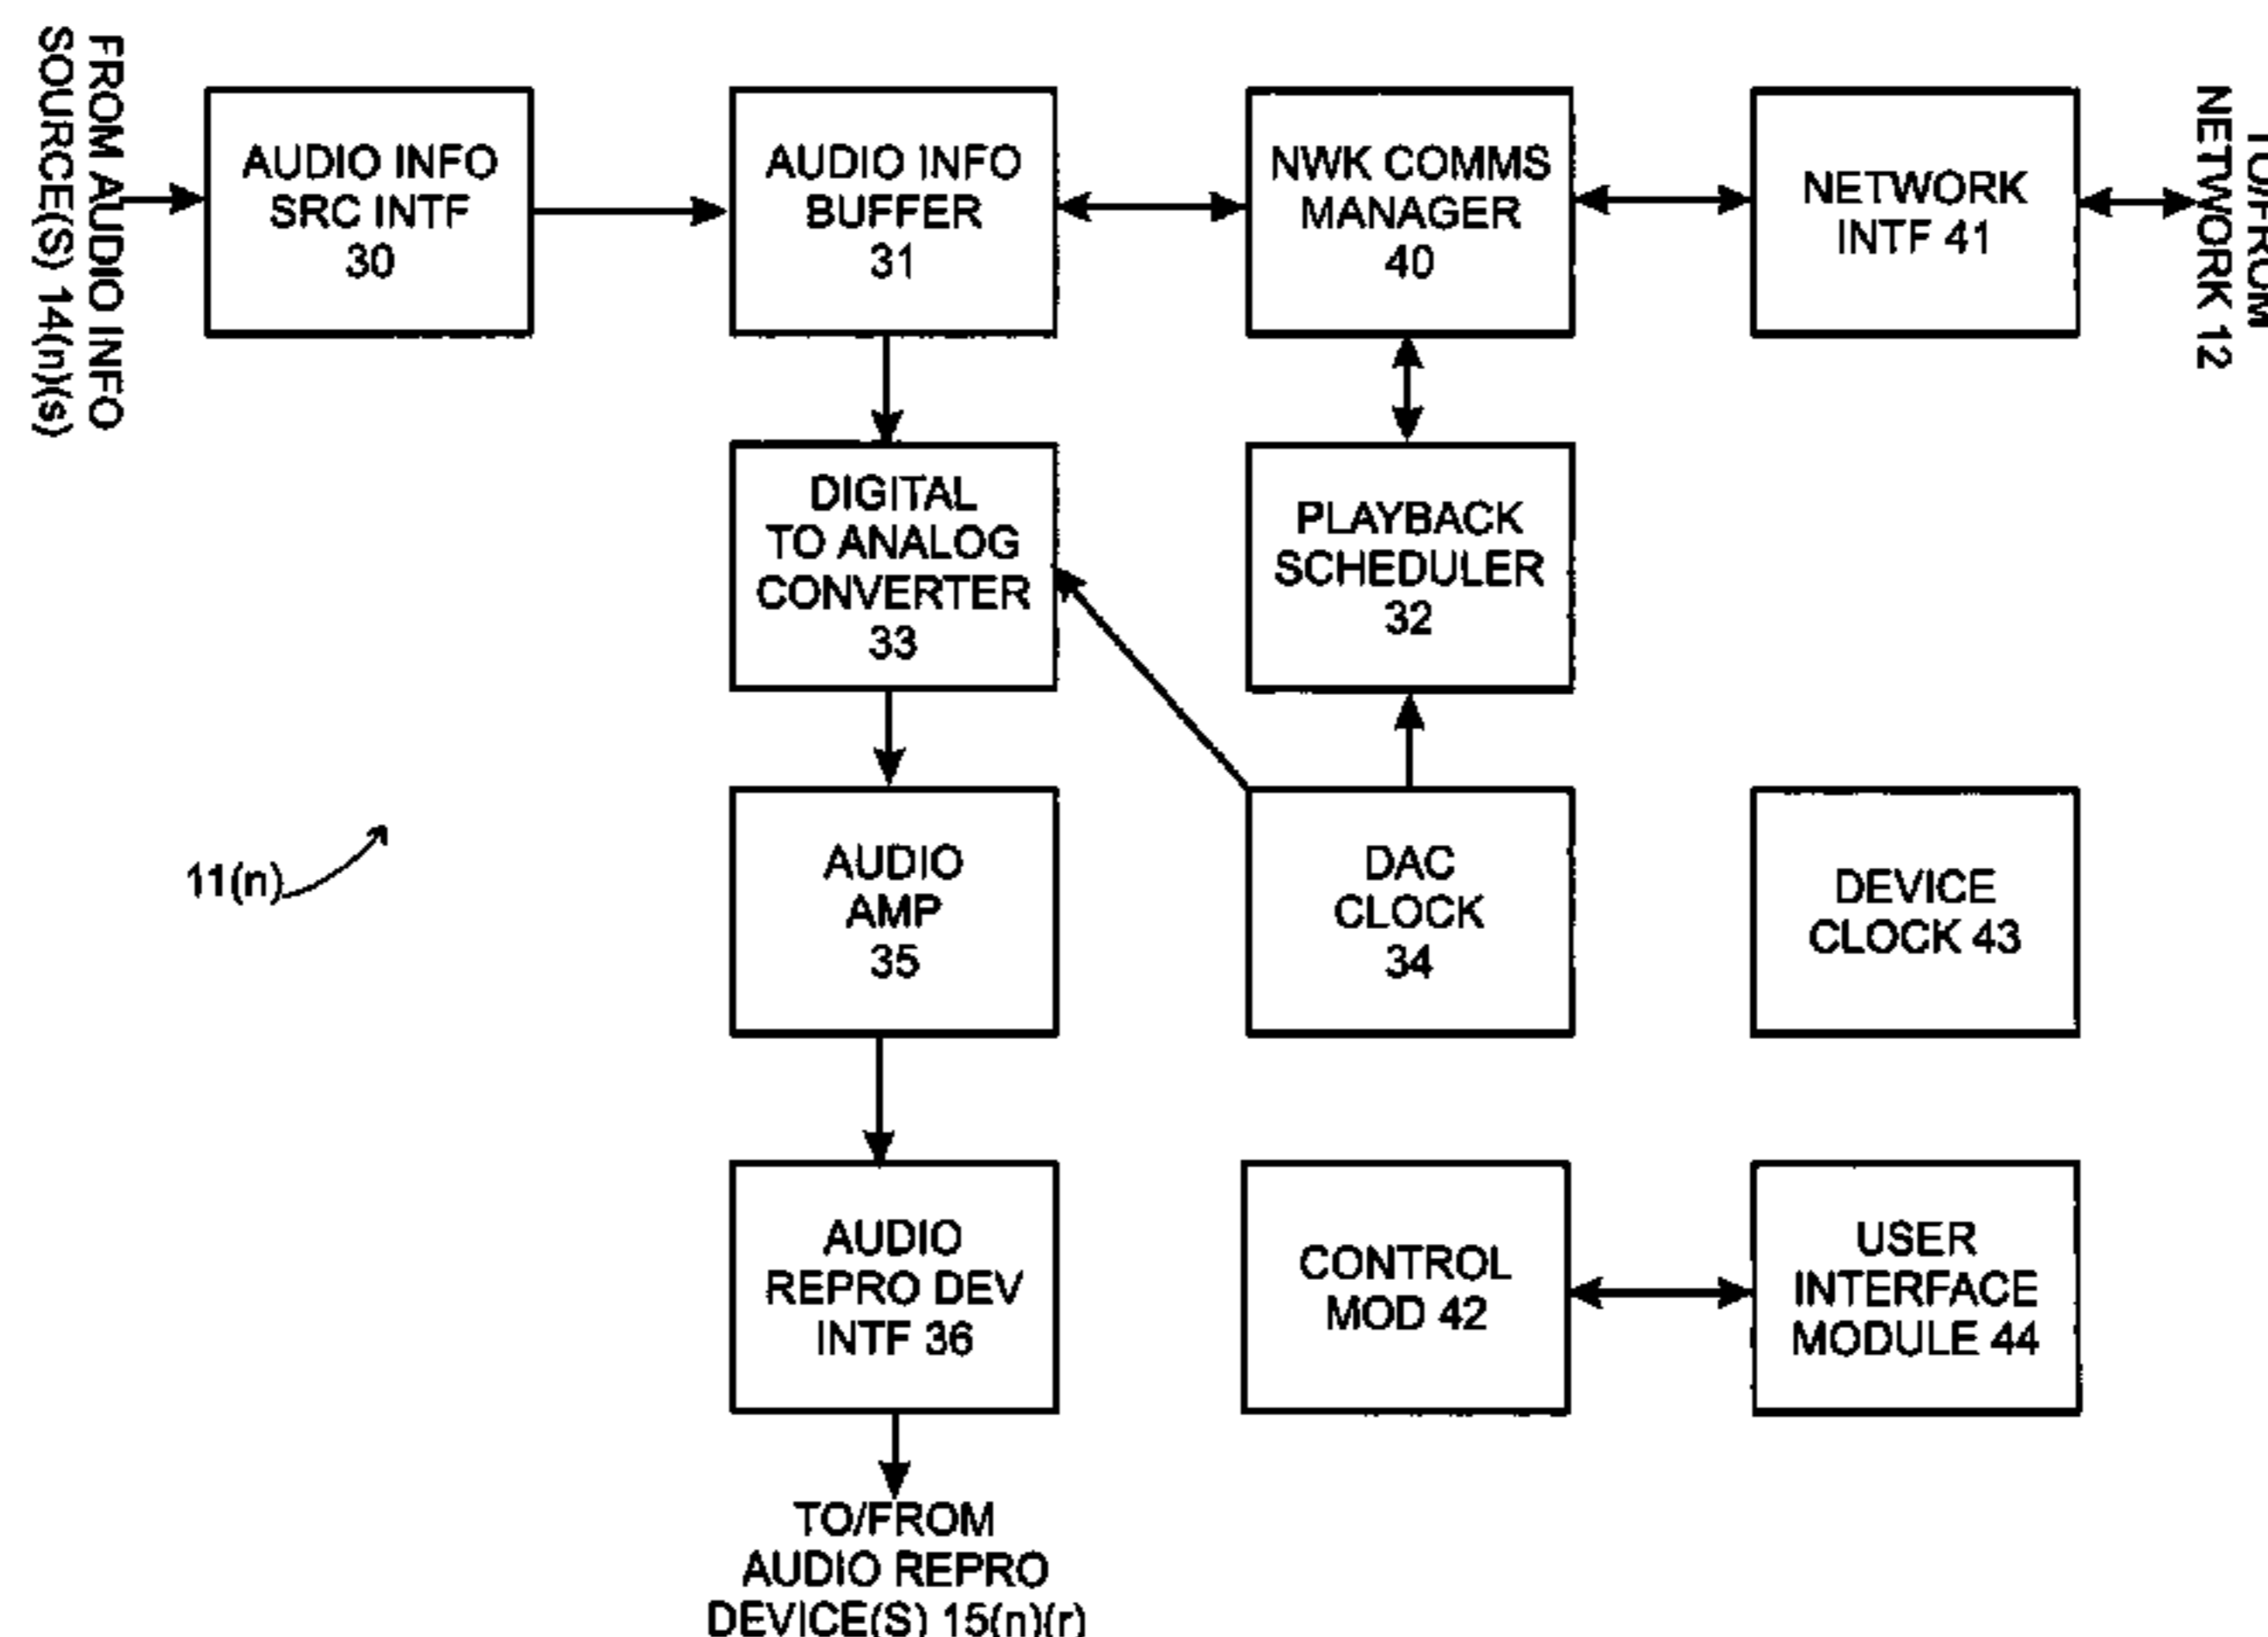 FROM AUDIO INFO
SOURCE(S) 14(n)(s)
AUDIO INFO
SRC INTF
30
AUDIO INFO
BUFFER
31
NWK COMMS
MANAGER
40
NETWORK
INTF 41
TO/FROM
NETWORK 12
DIGITAL
TO ANALOG
CONVERTER
33
PLAYBACK
SCHEDULER
32
11(n)
AUDIO
AMP
35
DAC
CLOCK
34
DEVICE
CLOCK 43
AUDIO
REPRO DEV
INTF 36
CONTROL
MOD 42
USER
INTERFACE
MODULE 44
TO/FROM
AUDIO REPRO
DEVICE(S) 15(n)(r)